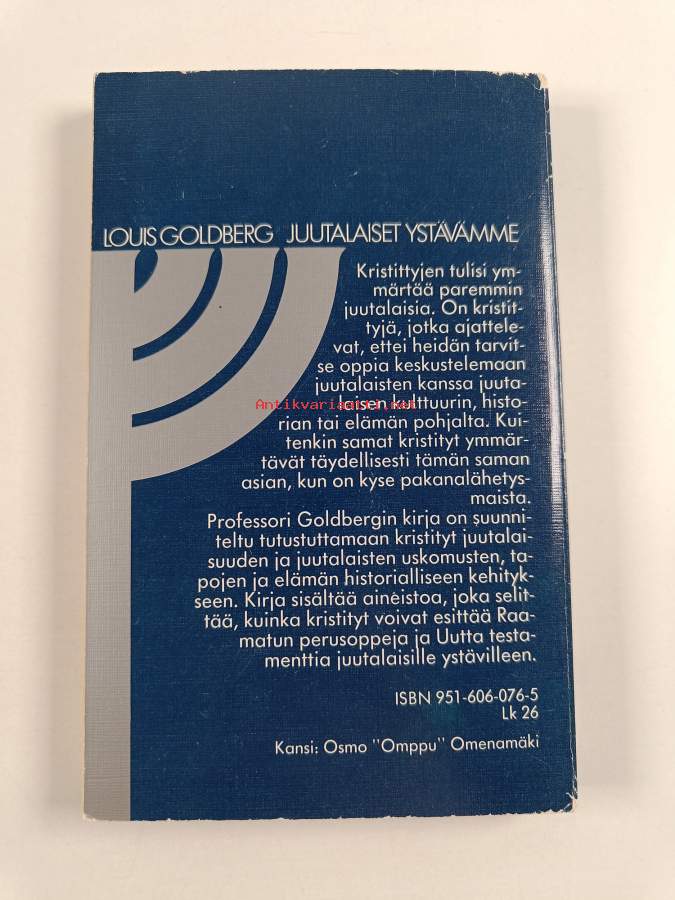 LOUIS GOLDBERG JUUTALAISET YSTÄVÄMME
Kristittyjen tulisi ym-
märtää paremmin
juutalaisia. On kristit-
tyjä, jotka ajattele-
vat, ettei heidän tarvit-
se oppia keskustelemaan
juutalaisten kanssa juuta-
Antikvariaatti.net
laisen kulttuurin, histo-
rian tai elämän pohjalta. Kui-
tenkin samat kristityt ymmär-
tävät täydellisesti tämän saman
asian, kun on kyse pakanalähetys-
maista.
Professori Goldbergin kirja on suunni-
teltu tutustuttamaan kristityt juutalai-
suuden ja juutalaisten uskomusten, ta-
pojen ja elämän historialliseen kehityk-
seen. Kirja sisältää aineistoa, joka selit-
tää, kuinka kristityt voivat esittää Raa-
matun perusoppeja ja Uutta testa-
menttia juutalaisille ystävilleen.
ISBN 951-606-076-5
Lk 26
Kansi: Osmo "Omppu" Omenamäki